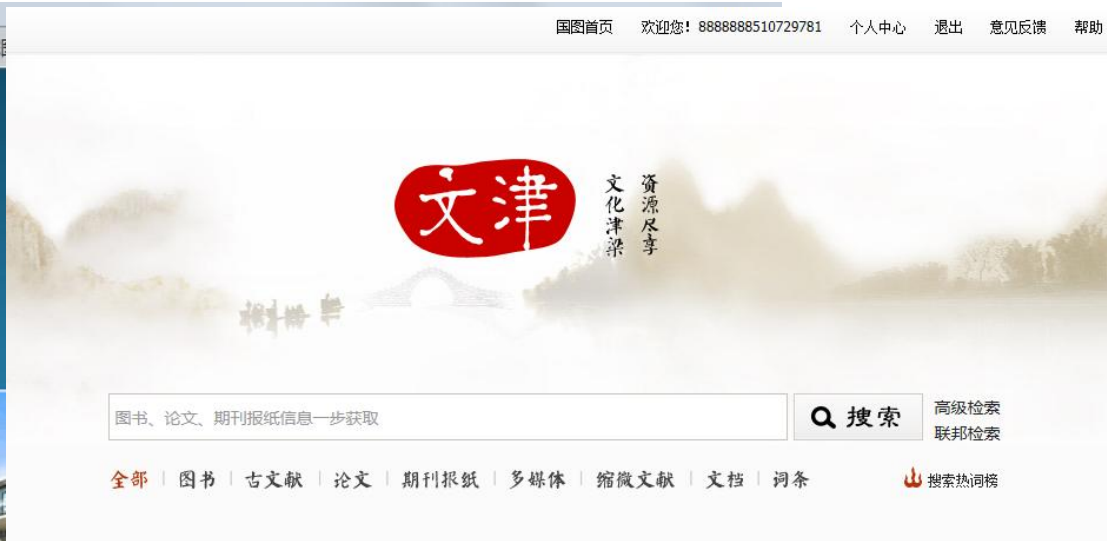 国图首页 欢迎您！8888888510729781 个人中心 退出 意见反馈 帮助
文津
资源尽享
文化津梁
图书、论文、期刊报纸信息一步获取
搜索
高级检索
联邦检索
全部 图书 古文献 论文 期刊报纸 多媒体 缩微文献 文档 词条
搜索热词榜